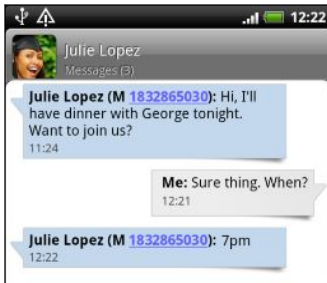 12:22
Julie Lopez
Messages (3)
Julie Lopez (M 1832865030): Hi, I'll
have dinner with George tonight.
Want to join us?
11:24
Me: Sure thing. When?
12:21
Julie Lopez (M 1832865030): 7pm
12:22